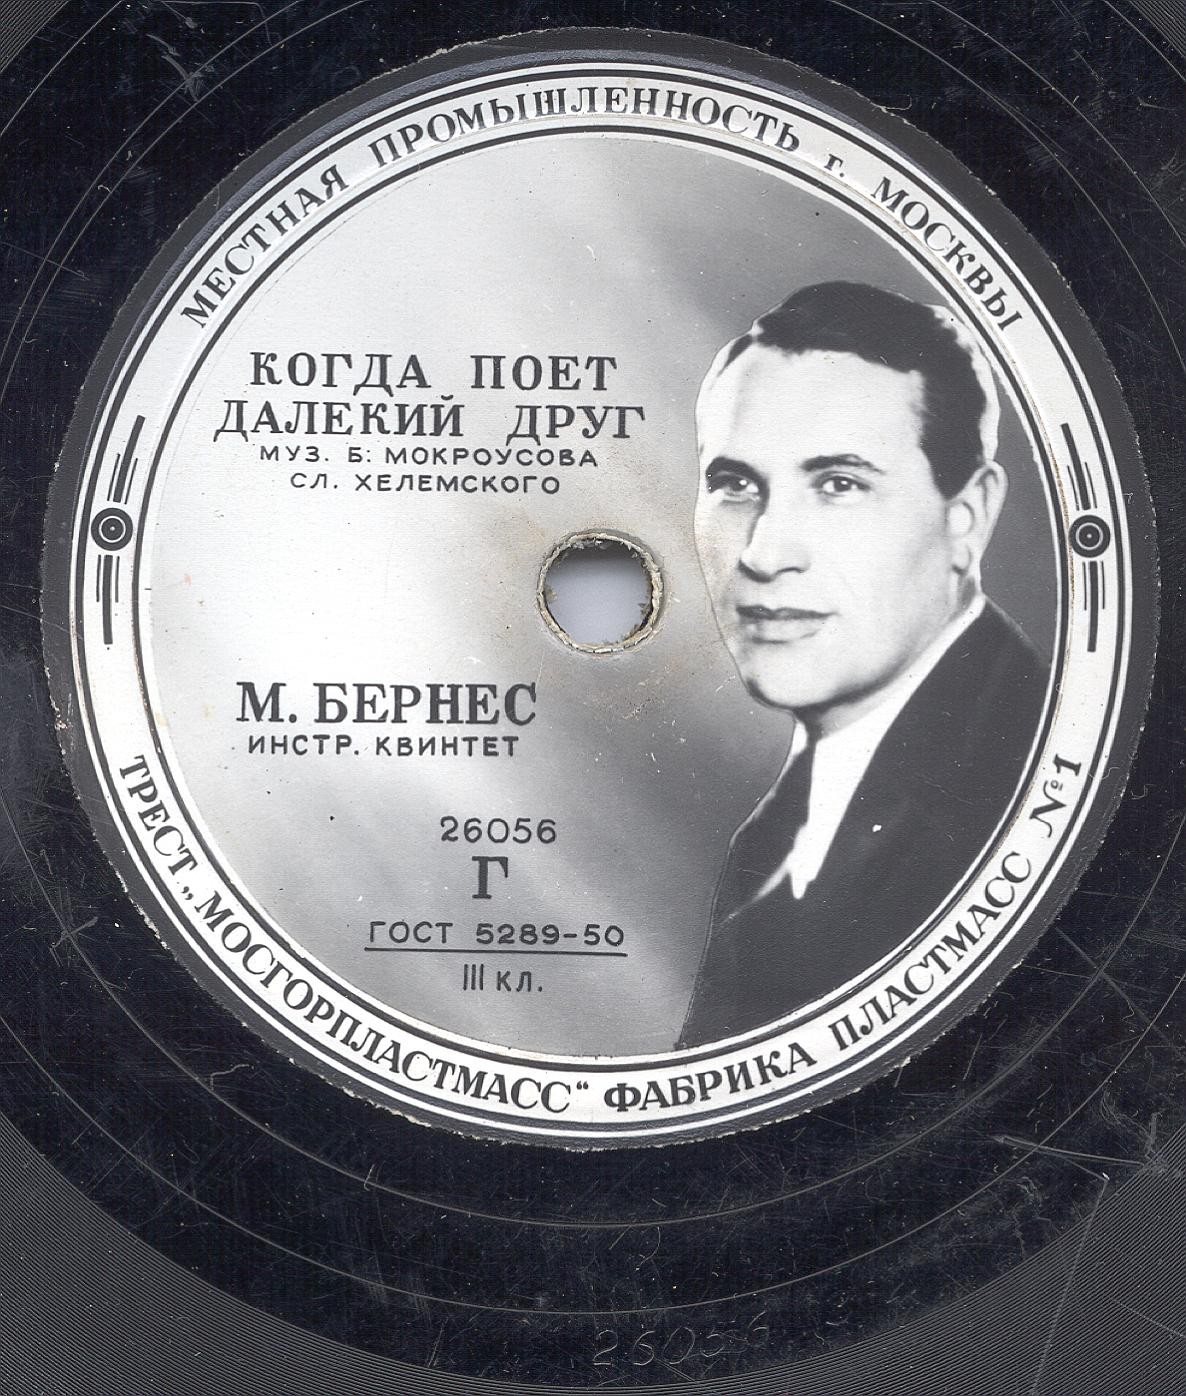 МЕСТНАЯ ПРОМЫШЛЕННОСТЬ г. МОСКВЫ
КОГДА ПОЕТ
ДАЛЕКИЙ ДРУГ
МУЗ. Б: МОКРОУСОВА
СЛ. ХЕЛЕМСКОГО
М. БЕРНЕС
ИНСТР. КВИНТЕТ
26056
Г
ГОСТ 5289-50
III КЛ.
ТРЕСТ „МОСГОРПЛАСТМАСС“ ФАБРИКА ПЛАСТМАСС №1
26056